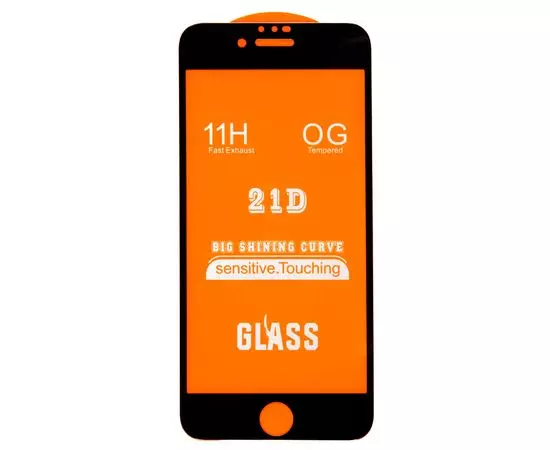 11H OG
Fast Exhaust Tempered
21D
BIG SHINING CURVE
sensitive.Touching
GLASS